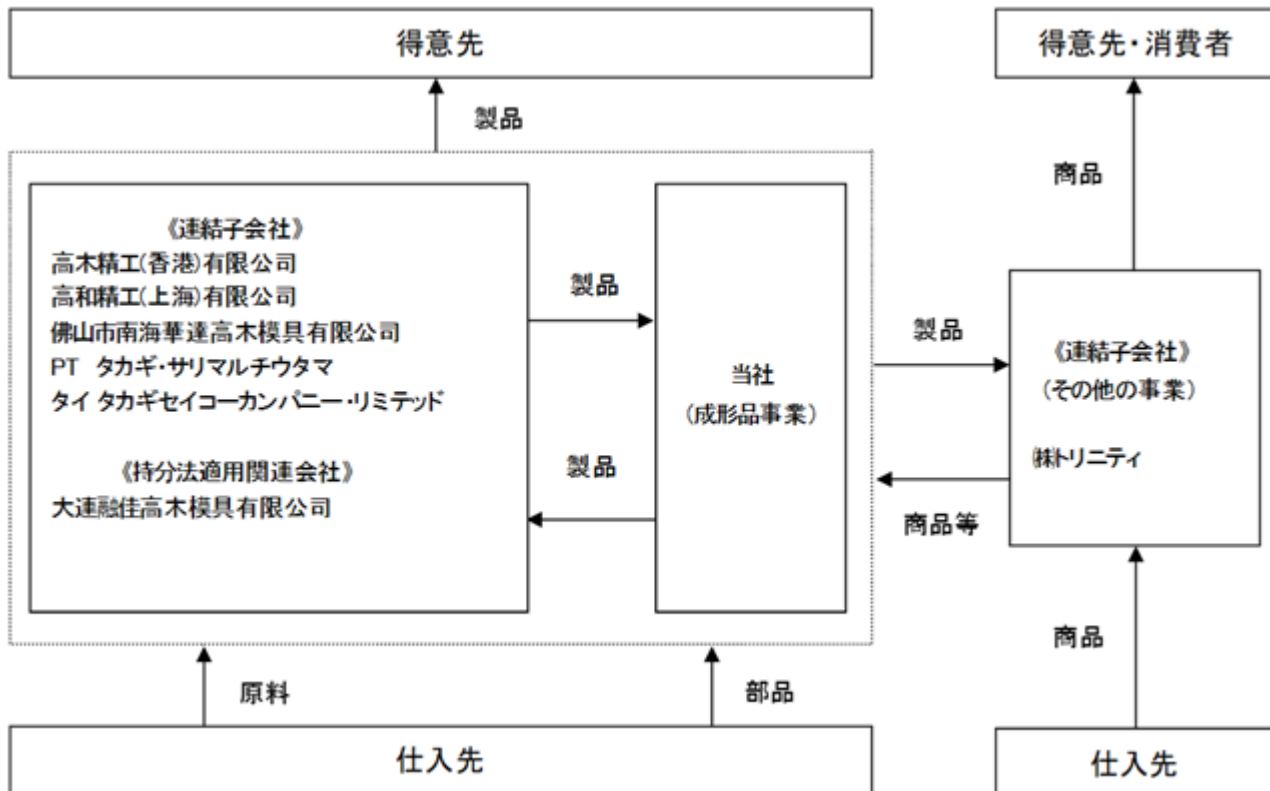 得意先
得意先・消費者
製品
商品
《連結子会社》
高木精工(香港)有限公司
高和精工(上海)有限公司
佛山市南海華達高木模具有限公司
PT タカギ・サリマルチウタマ
タイ タカギセイコーカンパニー・リミテッド
《持分法適用関連会社》
大連融佳高木模具有限公司
製品
製品
当社
(成形品事業)
製品
商品等
《連結子会社》
(その他の事業)
㈱トリニティ
原料
部品
商品
仕入先
仕入先